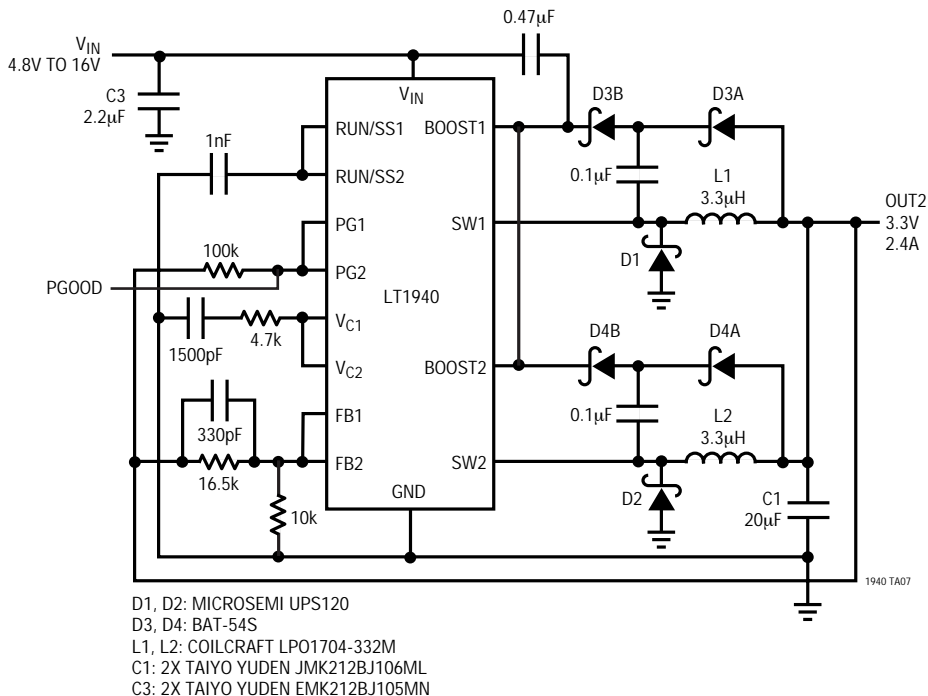 0.47µF
VIN
4.8V TO 16V
C3
2.2µF
VIN
D3B
D3A
RUN/SS1
BOOST1
1nF
0.1µF
L1
3.3µH
RUN/SS2
OUT2
3.3V
2.4A
PG1
SW1
100k
D1
PG2
PGOOD
LT1940
VC1
1500pF
4.7k
D4B
D4A
VC2
BOOST2
330pF
0.1µF
L2
3.3µH
FB1
FB2
SW2
16.5k
GND
D2
C1
20µF
10k
1940 TA07
D1, D2: MICROSEMI UPS120
D3, D4: BAT-54S
L1, L2: COILCRAFT LPO1704-332M
C1: 2X TAIYO YUDEN JMK212BJ106ML
C3: 2X TAIYO YUDEN EMK212BJ105MN